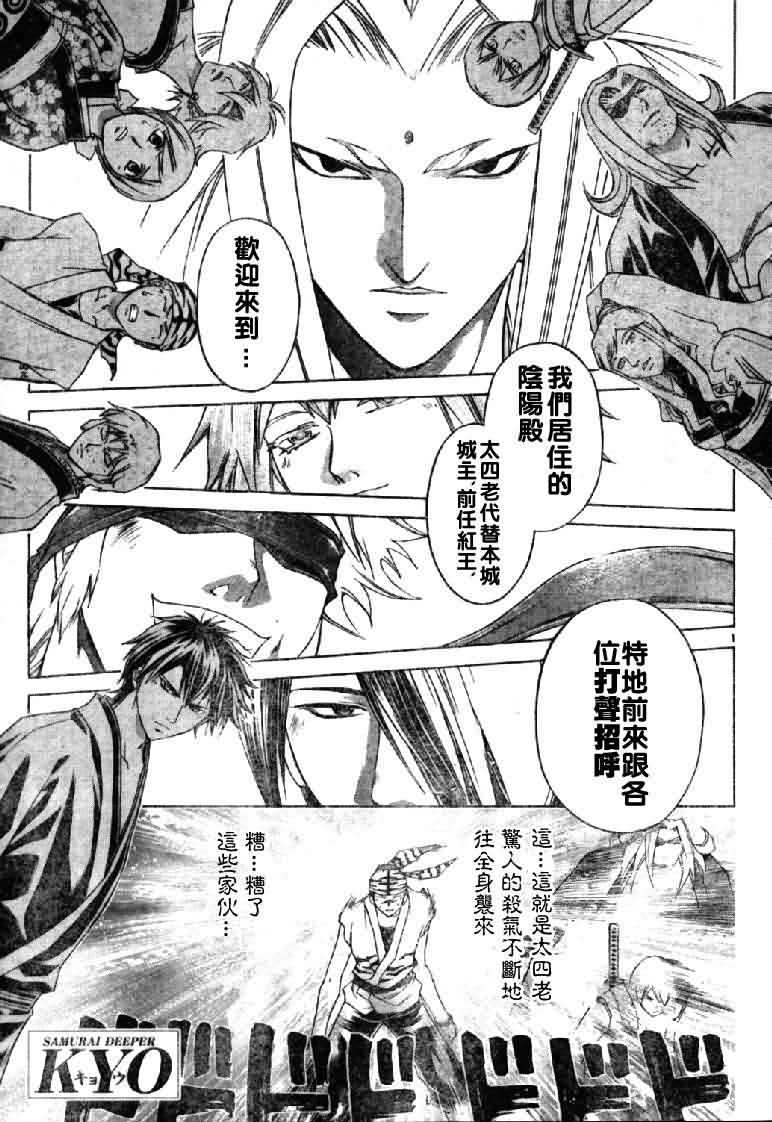 歡迎來到…
我們居住的
陰陽殿
太四老代替本城
城主，前任紅王，
特地前來跟各
位打聲招呼
這…這就是太四老
驚人的殺氣不斷地
往全身襲來
糟…糟了
這些家伙…
ドドドドドドド
SAMURAI DEEPER
KYO
キョウ